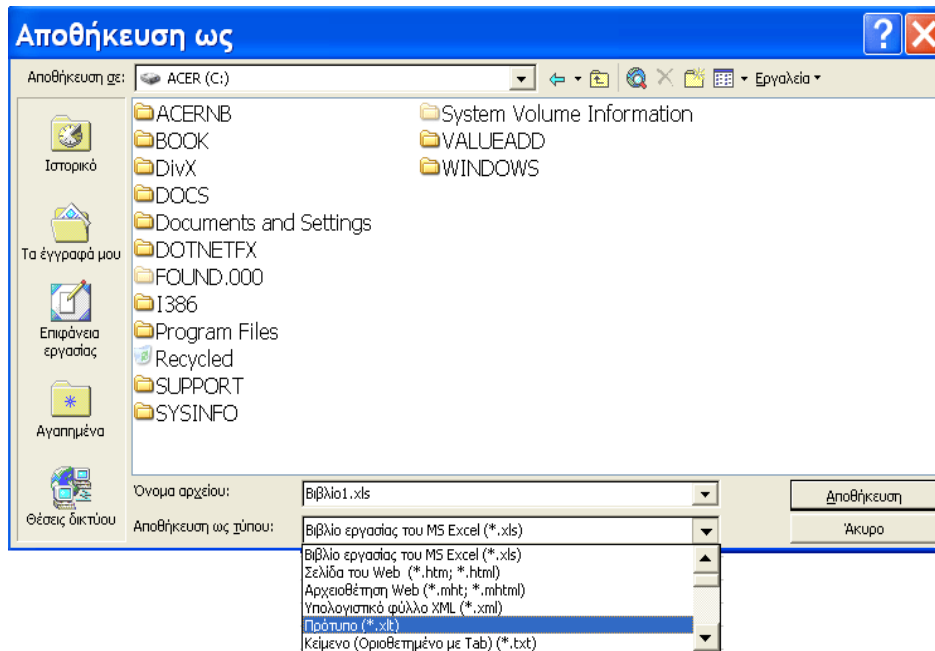 Αποθήκευση ως
Αποθήκευση σε: ACER (C:) Εργαλεία
Ιστορικό
Τα έγγραφά μου
Επιφάνεια
εργασίας
Αγαπημένα
Θέσεις δικτύου
ACERNB
BOOK
DivX
DOCS
Documents and Settings
DOTNETFX
FOUND.000
I386
Program Files
Recycled
SUPPORT
SYSINFO
System Volume Information
VALUEADD
WINDOWS
Όνομα αρχείου: Βιβλίο1.xls Αποθήκευση
Αποθήκευση ως τύπου: Βιβλίο εργασίας του MS Excel (*.xls) Άκυρο
Βιβλίο εργασίας του MS Excel (*.xls)
Σελίδα του Web (*.htm; *.html)
Αρχειοθέτηση Web (*.mht; *.mhtml)
Υπολογιστικό φύλλο XML (*.xml)
Πρότυπο (*.xlt)
Κείμενο (Οριοθετημένο με Tab) (*.txt)